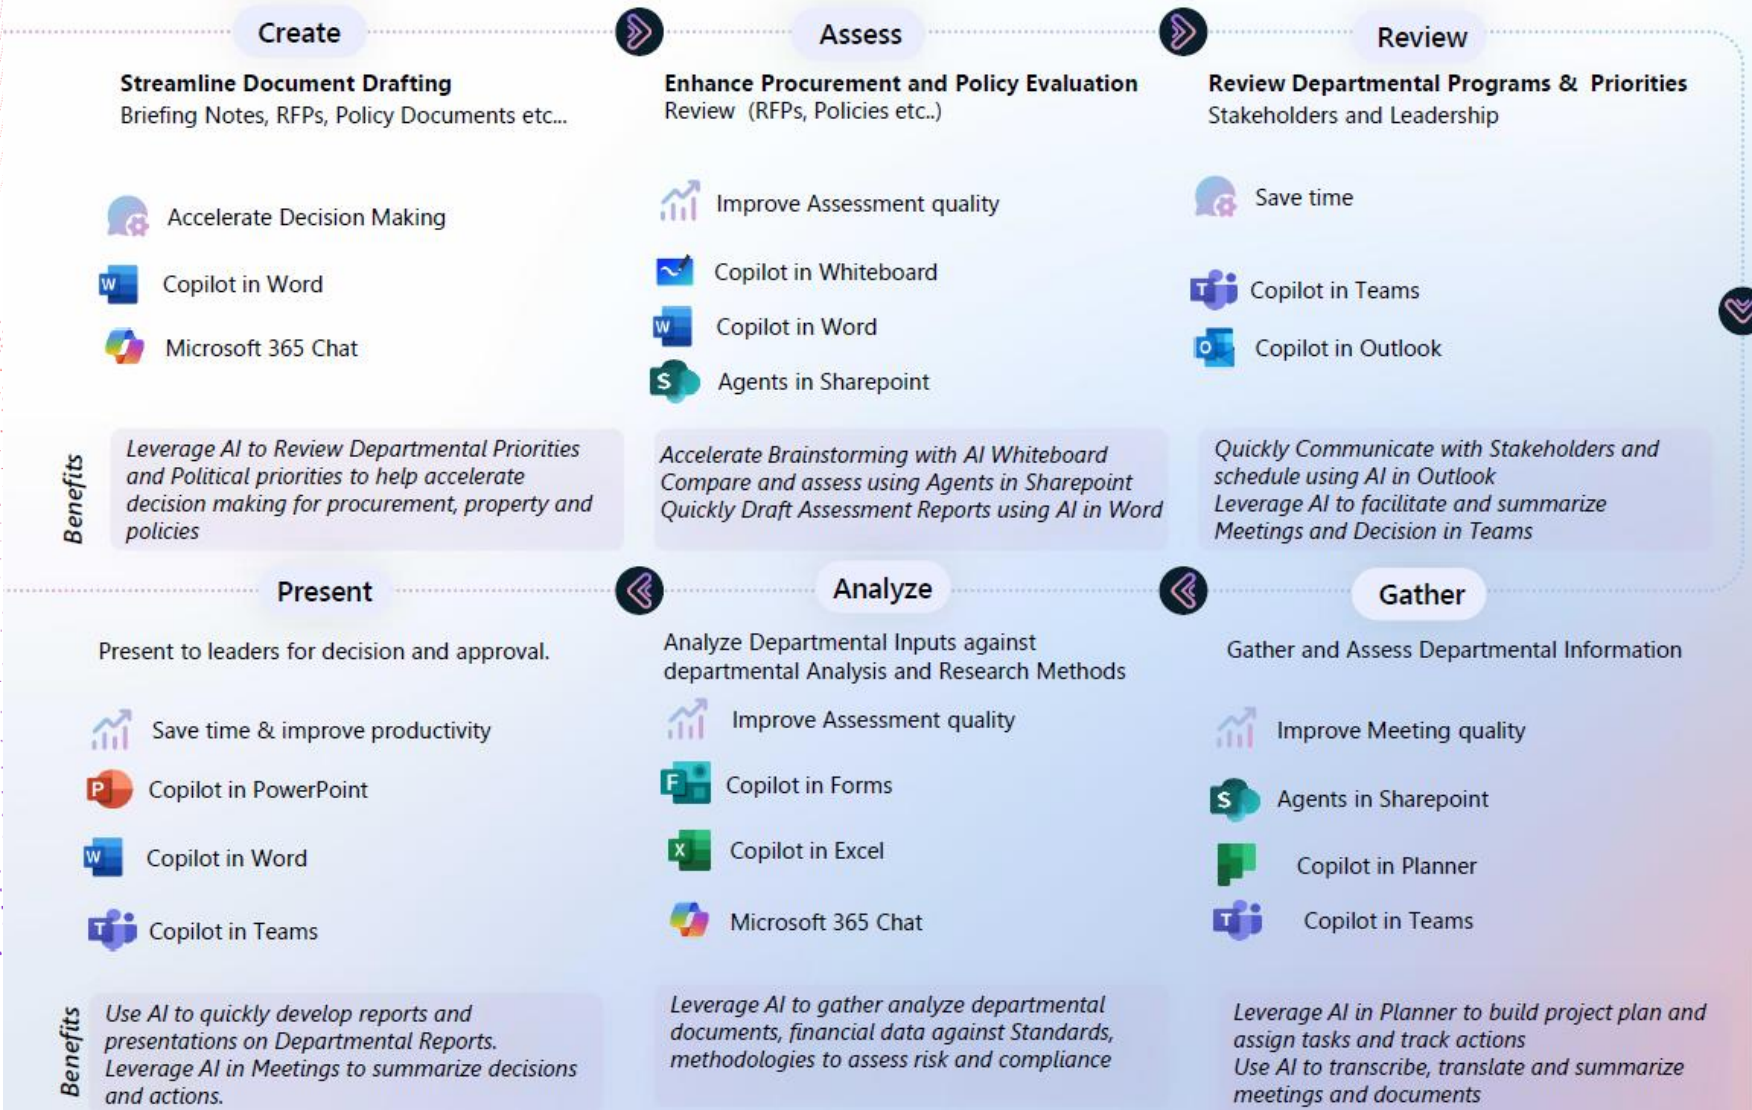 Create
Streamline Document Drafting
Briefing Notes, RFPs, Policy Documents etc...
Accelerate Decision Making
Copilot in Word
Microsoft 365 Chat
Benefits
Leverage AI to Review Departmental Priorities
and Political priorities to help accelerate
decision making for procurement, property and
policies
Assess
Enhance Procurement and Policy Evaluation
Review (RFPs, Policies etc..)
Improve Assessment quality
Copilot in Whiteboard
Copilot in Word
Agents in Sharepoint
Accelerate Brainstorming with AI Whiteboard
Compare and assess using Agents in Sharepoint
Quickly Draft Assessment Reports using AI in Word
Review
Review Departmental Programs & Priorities
Stakeholders and Leadership
Save time
Copilot in Teams
Copilot in Outlook
Quickly Communicate with Stakeholders and
schedule using AI in Outlook
Leverage AI to facilitate and summarize
Meetings and Decision in Teams
Gather
Gather and Assess Departmental Information
Improve Meeting quality
Agents in Sharepoint
Copilot in Planner
Copilot in Teams
Leverage AI in Planner to build project plan and
assign tasks and track actions
Use AI to transcribe, translate and summarize
meetings and documents
Analyze
Analyze Departmental Inputs against
departmental Analysis and Research Methods
Improve Assessment quality
Copilot in Forms
Copilot in Excel
Microsoft 365 Chat
Leverage AI to gather analyze departmental
documents, financial data against Standards,
methodologies to assess risk and compliance
Present
Present to leaders for decision and approval.
Save time & improve productivity
Copilot in PowerPoint
Copilot in Word
Copilot in Teams
Benefits
Use AI to quickly develop reports and
presentations on Departmental Reports.
Leverage AI in Meetings to summarize decisions
and actions.